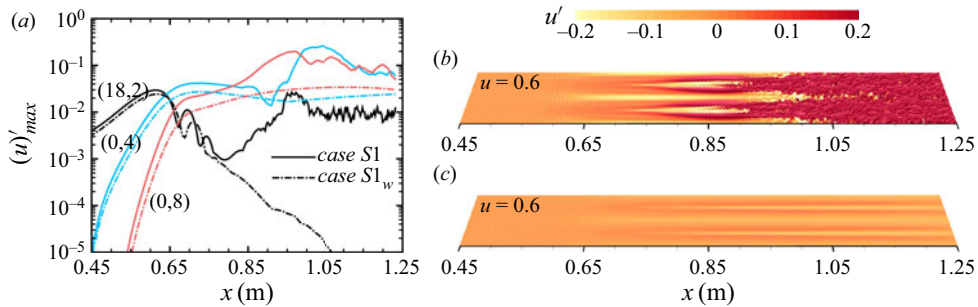 (a)
10^0
10^-1
10^-2
10^-3
10^-4
10^-5
(u)'_max
(18,2)
(0,4)
(0,8)
case S1
case S1_w
0.45 0.65 0.85 1.05 1.25
x (m)
u'
−0.2 −0.1 0 0.1 0.2
(b)
u = 0.6
0.45 0.65 0.85 1.05 1.25
(c)
u = 0.6
0.45 0.65 0.85 1.05 1.25
x (m)